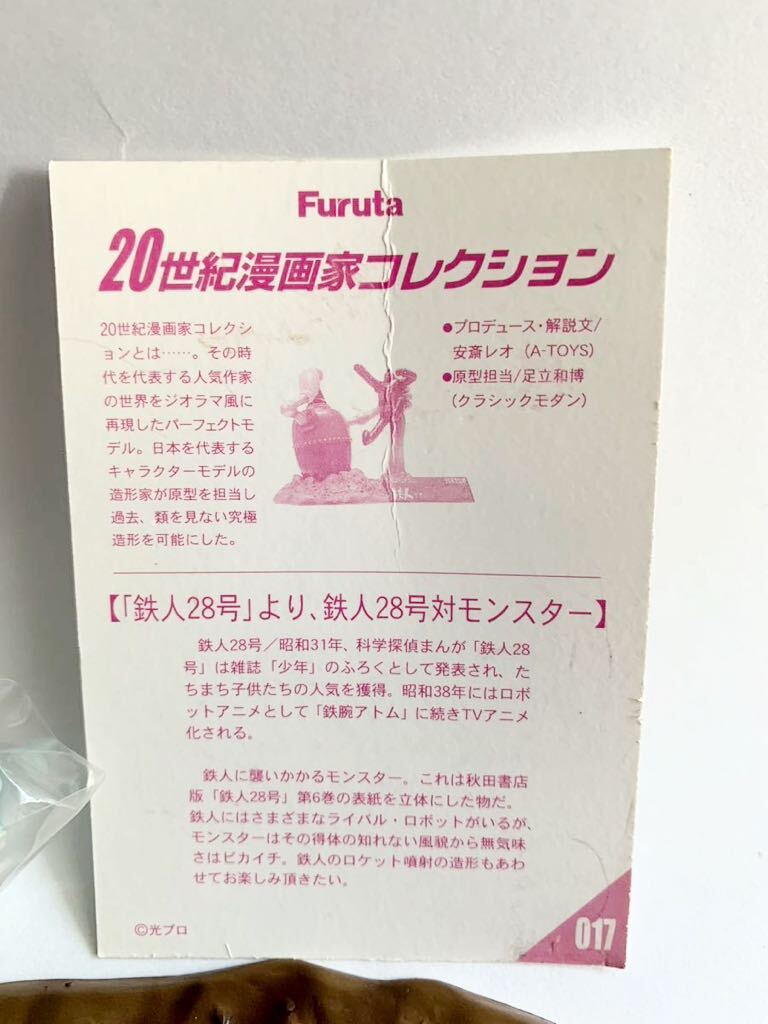 Furuta
20世紀漫画家コレクション
20世紀漫画家コレクシ
ョンとは……。その時
代を代表する人気作家
の世界をジオラマ風に
再現したパーフェクトモ
デル。日本を代表する
キャラクターモデルの
造形家が原型を担当し
過去、類を見ない究極
造形を可能にした。
●プロデュース・解説文/
安斎レオ（A-TOYS）
●原型担当/足立和博
（クラシックモダン）
【「鉄人28号」より、鉄人28号対モンスター】
鉄人28号／昭和31年、科学探偵まんが「鉄人28
号」は雑誌「少年」のふろくとして発表され、た
ちまち子供たちの人気を獲得。昭和38年にはロボ
ットアニメとして「鉄腕アトム」に続きTVアニメ
化される。
鉄人に襲いかかるモンスター。これは秋田書店
版「鉄人28号」第6巻の表紙を立体にした物だ。
鉄人にはさまざまなライバル・ロボットがいるが、
モンスターはその得体の知れない風貌から無気味
さはピカイチ。鉄人のロケット噴射の造形もあわ
せてお楽しみ頂きたい。
©光プロ
017